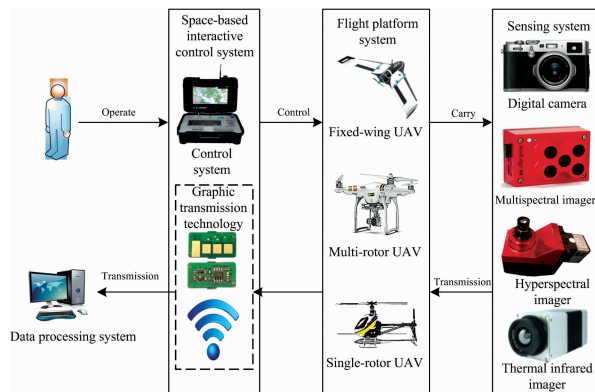 Space-based
interactive
control system
Flight platform
system
Sensing system
Operate
Control
Carry
Control
system
Fixed-wing UAV
Digital camera
Graphic
transmission
technology
Multi-rotor UAV
Multispectral imager
Transmission
Transmission
Hyperspectral
imager
Data processing system
Single-rotor UAV
Thermal infrared
imager